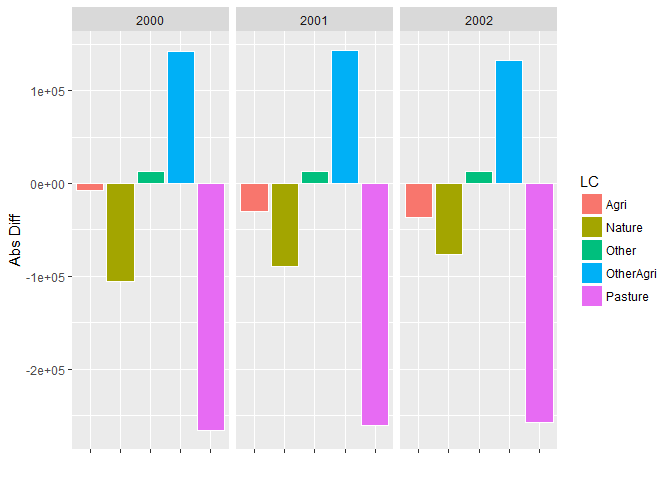 2000 2001 2002
1e+05
0e+00
-1e+05
-2e+05
Abs Diff
LC
Agri
Nature
Other
OtherAgri
Pasture